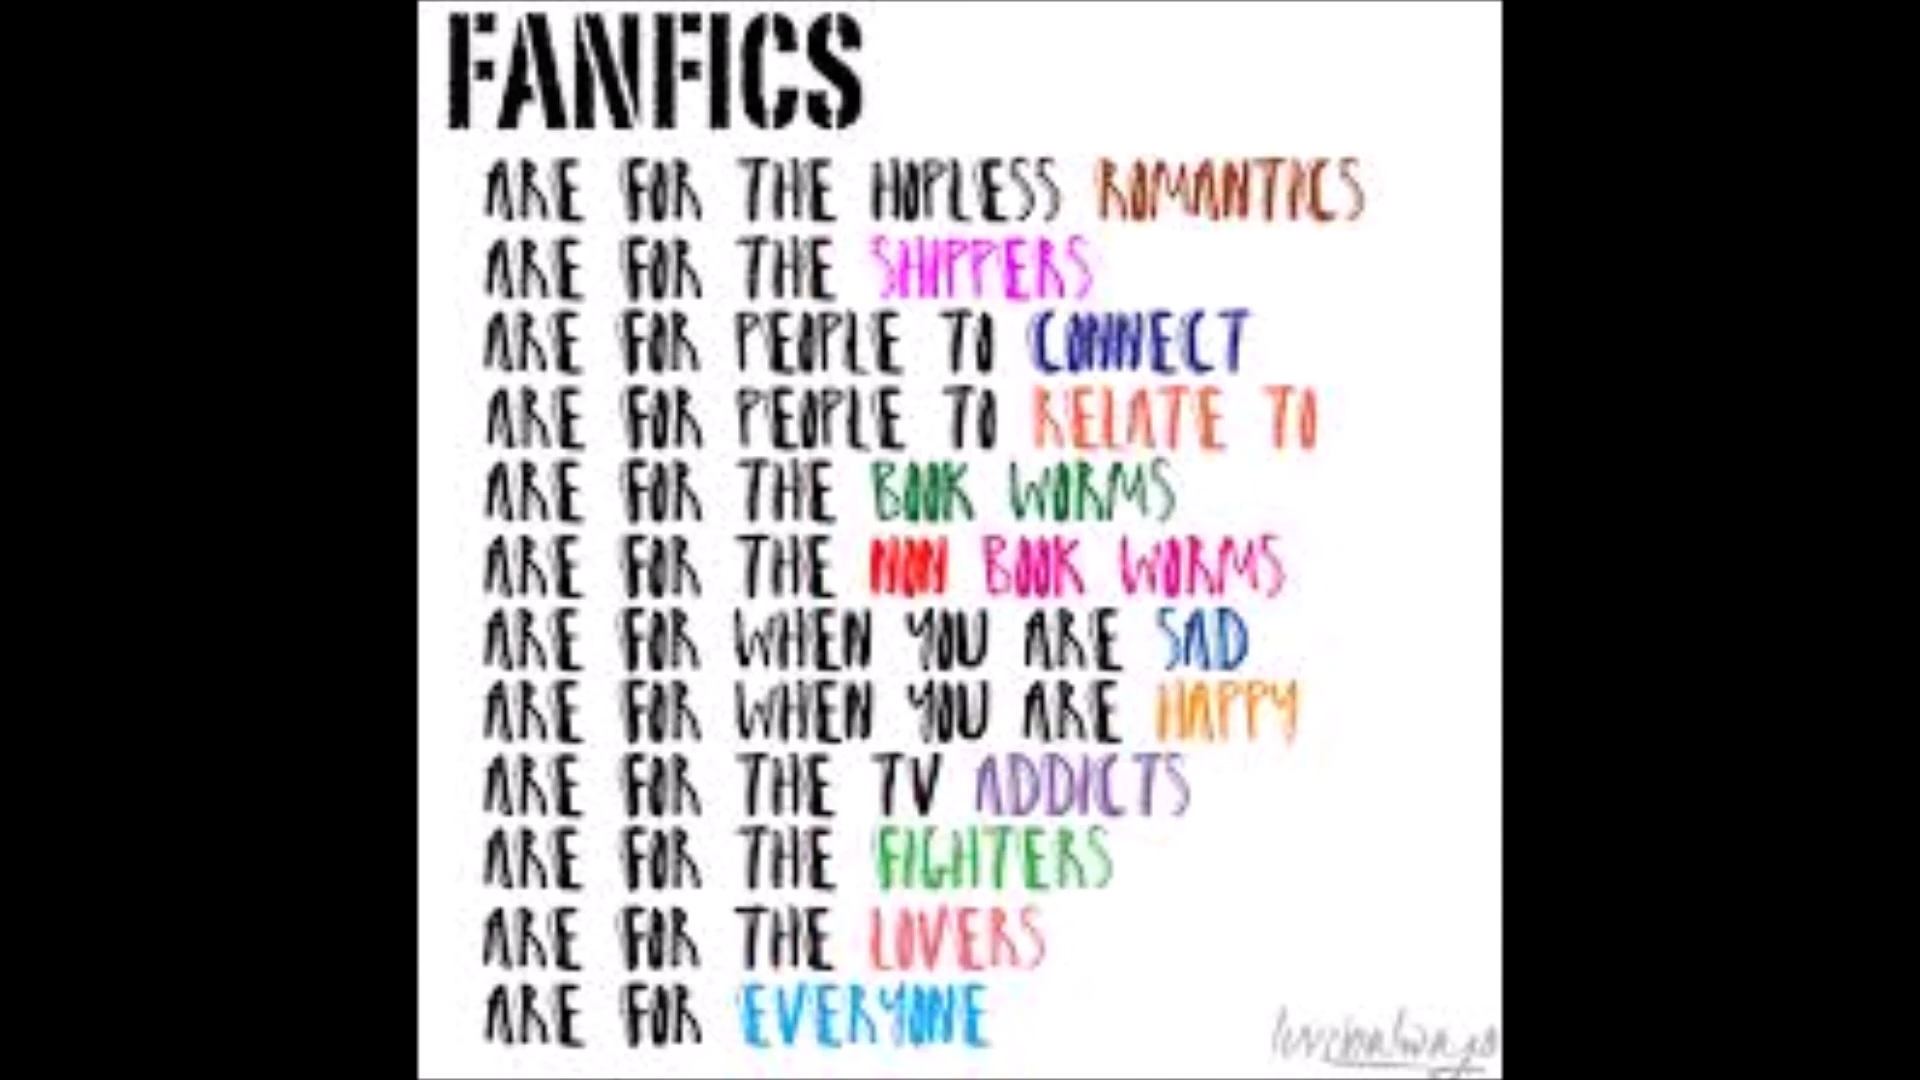 FANFICS
ARE FOR THE HOPLESS ROMANTICS
ARE FOR THE SHIPPERS
ARE FOR PEOPLE TO CONNECT
ARE FOR PEOPLE TO RELATE TO
ARE FOR THE BOOK WORMS
ARE FOR THE NON BOOK WORMS
ARE FOR WHEN YOU ARE SAD
ARE FOR WHEN YOU ARE HAPPY
ARE FOR THE TV ADDICTS
ARE FOR THE FIGHTERS
ARE FOR THE LOVERS
ARE FOR EVERYONE